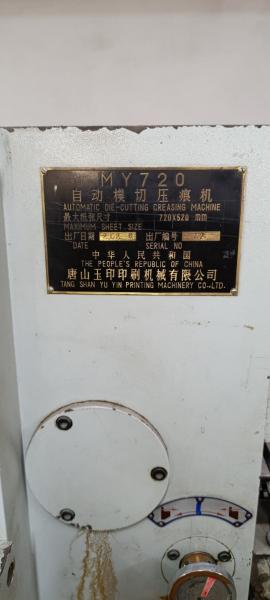 MY720
自动模切压痕机
AUTOMATIC DIE-CUTTING CREASING MACHINE
最大纸张尺寸 720X520 mm
MAXIMUM SHEET SIZE
出厂日期 出厂编号
DATE SERIAL NO
中华人民共和国
THE PEOPLE'S REPUBLIC OF CHINA
唐山玉印印刷机械有限公司
TANG SHAN YU YIN PRINTING MACHINERY CO-LTD.